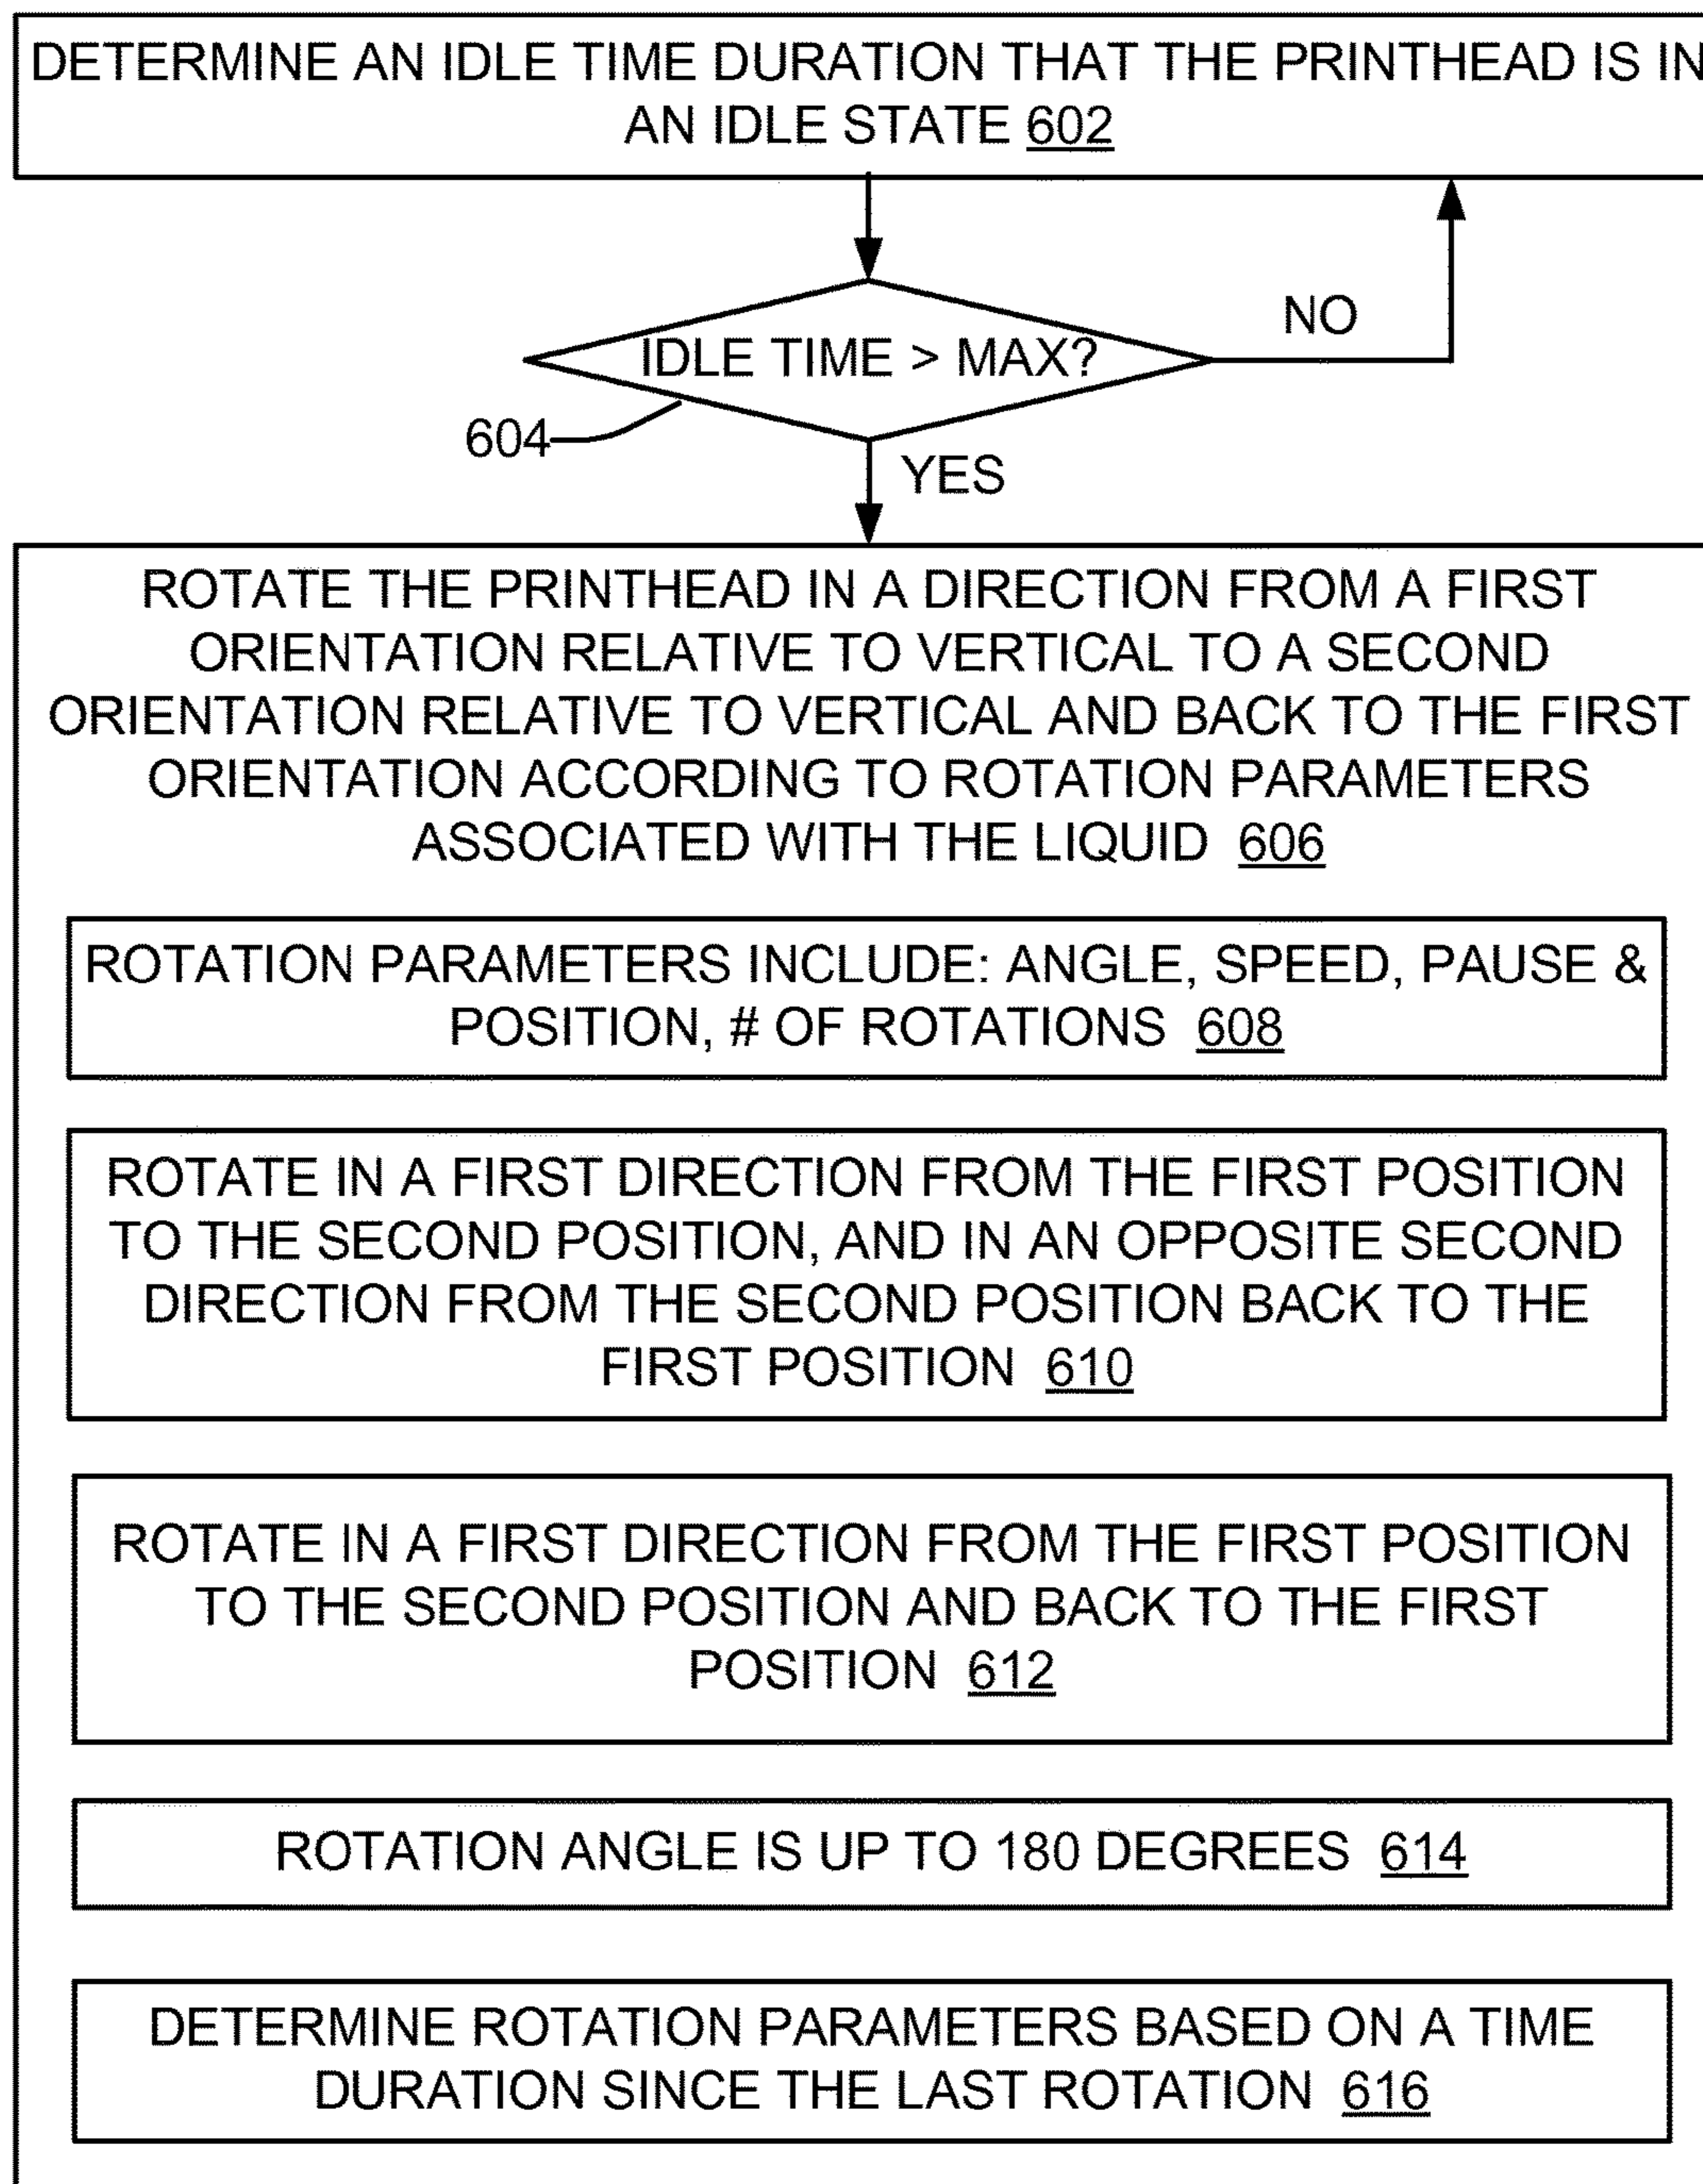 DETERMINE AN IDLE TIME DURATION THAT THE PRINTHEAD IS IN
AN IDLE STATE 602
NO
IDLE TIME > MAX?
604
YES
ROTATE THE PRINTHEAD IN A DIRECTION FROM A FIRST
ORIENTATION RELATIVE TO VERTICAL TO A SECOND
ORIENTATION RELATIVE TO VERTICAL AND BACK TO THE FIRST
ORIENTATION ACCORDING TO ROTATION PARAMETERS
ASSOCIATED WITH THE LIQUID 606
ROTATION PARAMETERS INCLUDE: ANGLE, SPEED, PAUSE &
POSITION, # OF ROTATIONS 608
ROTATE IN A FIRST DIRECTION FROM THE FIRST POSITION
TO THE SECOND POSITION, AND IN AN OPPOSITE SECOND
DIRECTION FROM THE SECOND POSITION BACK TO THE
FIRST POSITION 610
ROTATE IN A FIRST DIRECTION FROM THE FIRST POSITION
TO THE SECOND POSITION AND BACK TO THE FIRST
POSITION 612
ROTATION ANGLE IS UP TO 180 DEGREES 614
DETERMINE ROTATION PARAMETERS BASED ON A TIME
DURATION SINCE THE LAST ROTATION 616